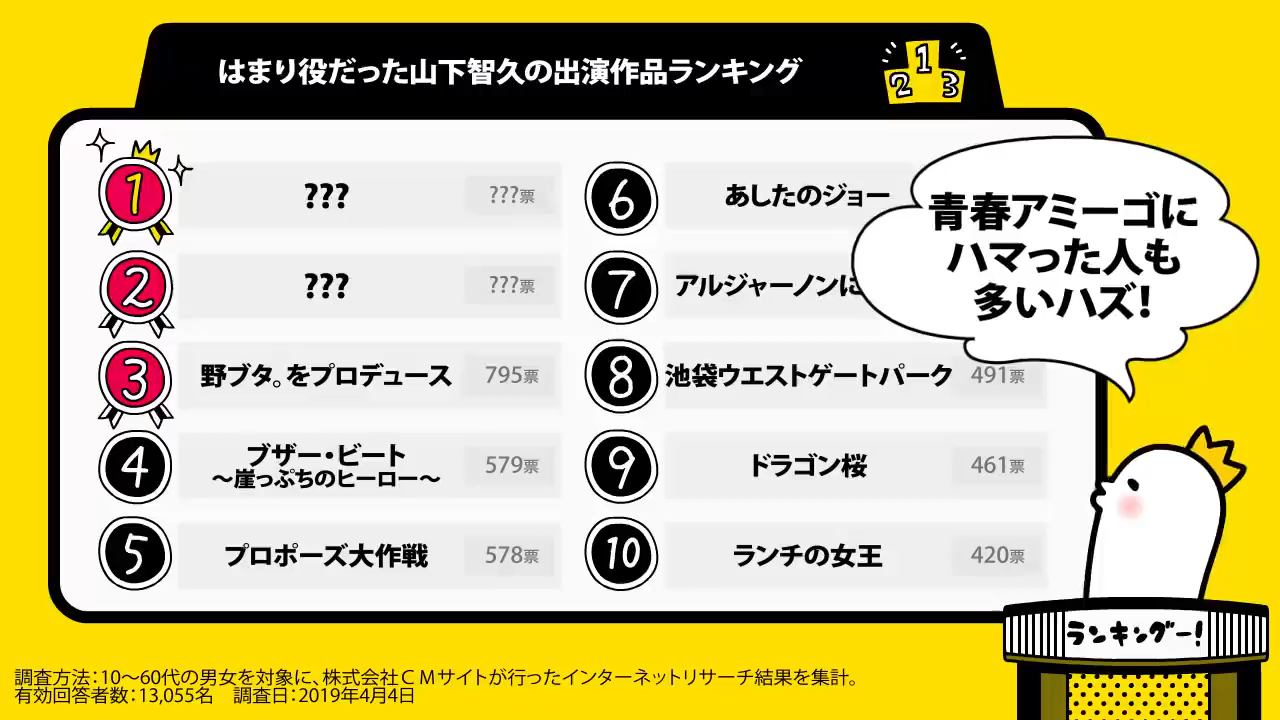 はまり役だった山下智久の出演作品ランキング
1
2
3
1
???
???票
2
???
???票
3
野ブタ。をプロデュース
795票
4
ブザー・ビート
〜崖っぷちのヒーロー〜
579票
5
プロポーズ大作戦
578票
6
あしたのジョー
7
アルジャーノンに
8
池袋ウエストゲートパーク
491票
9
ドラゴン桜
461票
10
ランチの女王
420票
青春アミーゴに
ハマった人も
多いハズ!
ランキングー!
調査方法：10〜60代の男女を対象に、株式会社ＣＭサイトが行ったインターネットリサーチ結果を集計。
有効回答者数：13,055名　調査日：2019年4月4日